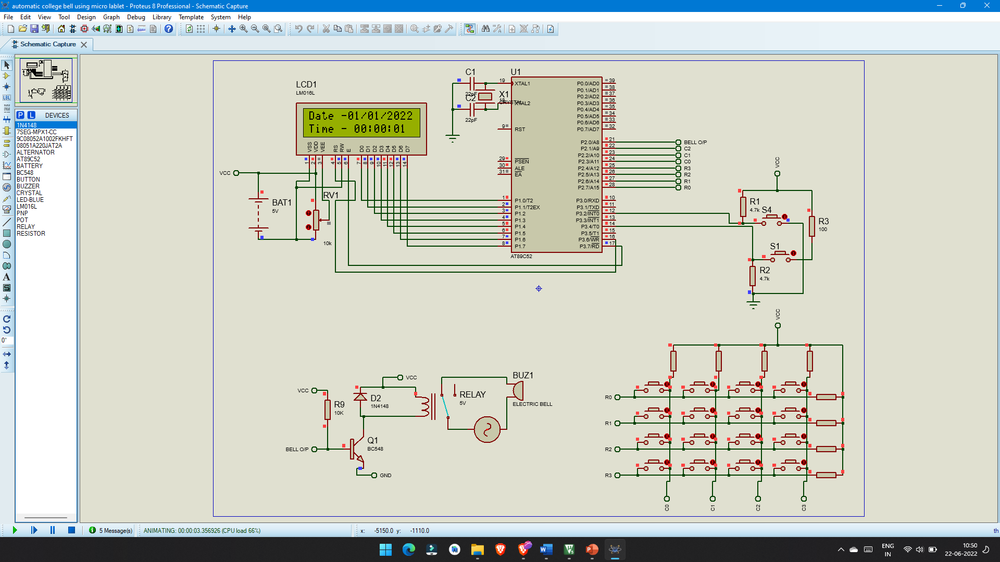 automatic college bell using micro lablet - Proteus 8 Professional - Schematic Capture
File Edit View Tool Design Graph Debug Library Template System Help
Schematic Capture
P L DEVICES
1N4148
7SEG-MPX1-CC
9C08052A1002FKHFT
08051A220JAT2A
ALTERNATOR
AT89C52
BATTERY
BC548
BUTTON
BUZZER
CRYSTAL
LED-BLUE
LM016L
PNP
POT
RELAY
RESISTOR
LBL
A
S
0°
LCD1
LM016L
Date -01/01/2022
Time - 00:00:01
VSS VDD VEE RS RW E D0 D1 D2 D3 D4 D5 D6 D7
1 2 3 4 5 6 7 8 9 10 11 12 13 14
VCC
BAT1
5V
RV1
10k
C1
22pF
C2
22pF
X1
CRYSTAL
U1
19 XTAL1
18 XTAL2
9 RST
29 PSEN
30 ALE
31 EA
1 P1.0/T2
2 P1.1/T2EX
3 P1.2
4 P1.3
5 P1.4
6 P1.5
7 P1.6
8 P1.7
P0.0/AD0 39
P0.1/AD1 38
P0.2/AD2 37
P0.3/AD3 36
P0.4/AD4 35
P0.5/AD5 34
P0.6/AD6 33
P0.7/AD7 32
P2.0/A8 21 BELL O/P
P2.1/A9 22 C2
P2.2/A10 23 C1
P2.3/A11 24 C0
P2.4/A12 25 R3
P2.5/A13 26 R2
P2.6/A14 27 R1
P2.7/A15 28 R0
P3.0/RXD 10
P3.1/TXD 11
P3.2/INT0 12
P3.3/INT1 13
P3.4/T0 14
P3.5/T1 15
P3.6/WR 16
P3.7/RD 17
AT89C52
VCC
R1
4.7k
S4
R3
100
S1
R2
4.7k
VCC
R0
R1
R2
R3
C0 C1 C2 C3
VCC
VCC
R9
10K
D2
1N4148
RELAY
5V
BUZ1
ELECTRIC BELL
BELL O/P
Q1
BC548
GND
5 Message(s)
ANIMATING: 00:00:03.356926 (CPU load 66%)
x: -5150.0 y: -1110.0
th
ENG
IN
10:50
22-06-2022